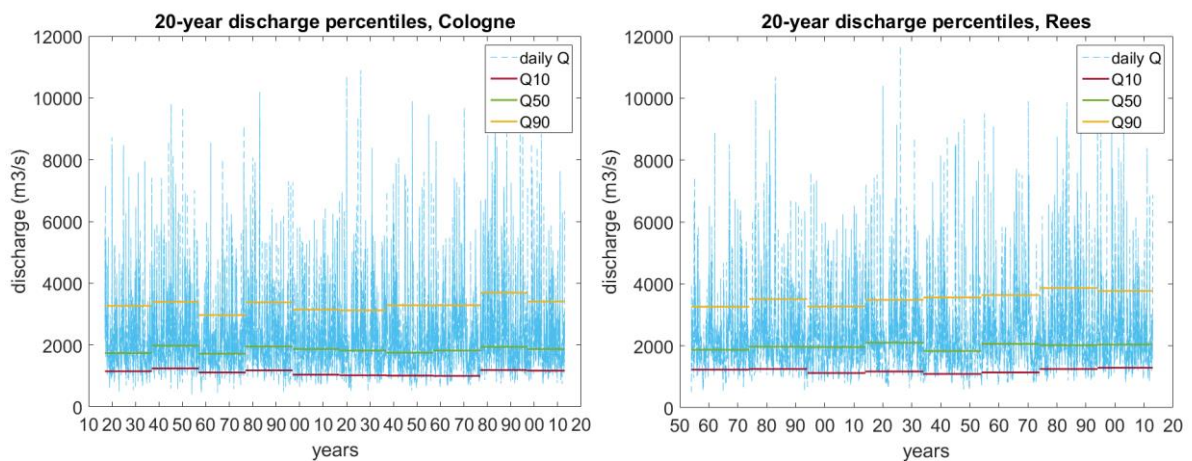 20-year discharge percentiles, Cologne
12000
10000
8000
6000
4000
2000
0
discharge (m3/s)
10 20 30 40 50 60 70 80 90 00 10 20 30 40 50 60 70 80 90 00 10 20
years
daily Q
Q10
Q50
Q90
20-year discharge percentiles, Rees
12000
10000
8000
6000
4000
2000
0
discharge (m3/s)
50 60 70 80 90 00 10 20 30 40 50 60 70 80 90 00 10 20
years
daily Q
Q10
Q50
Q90